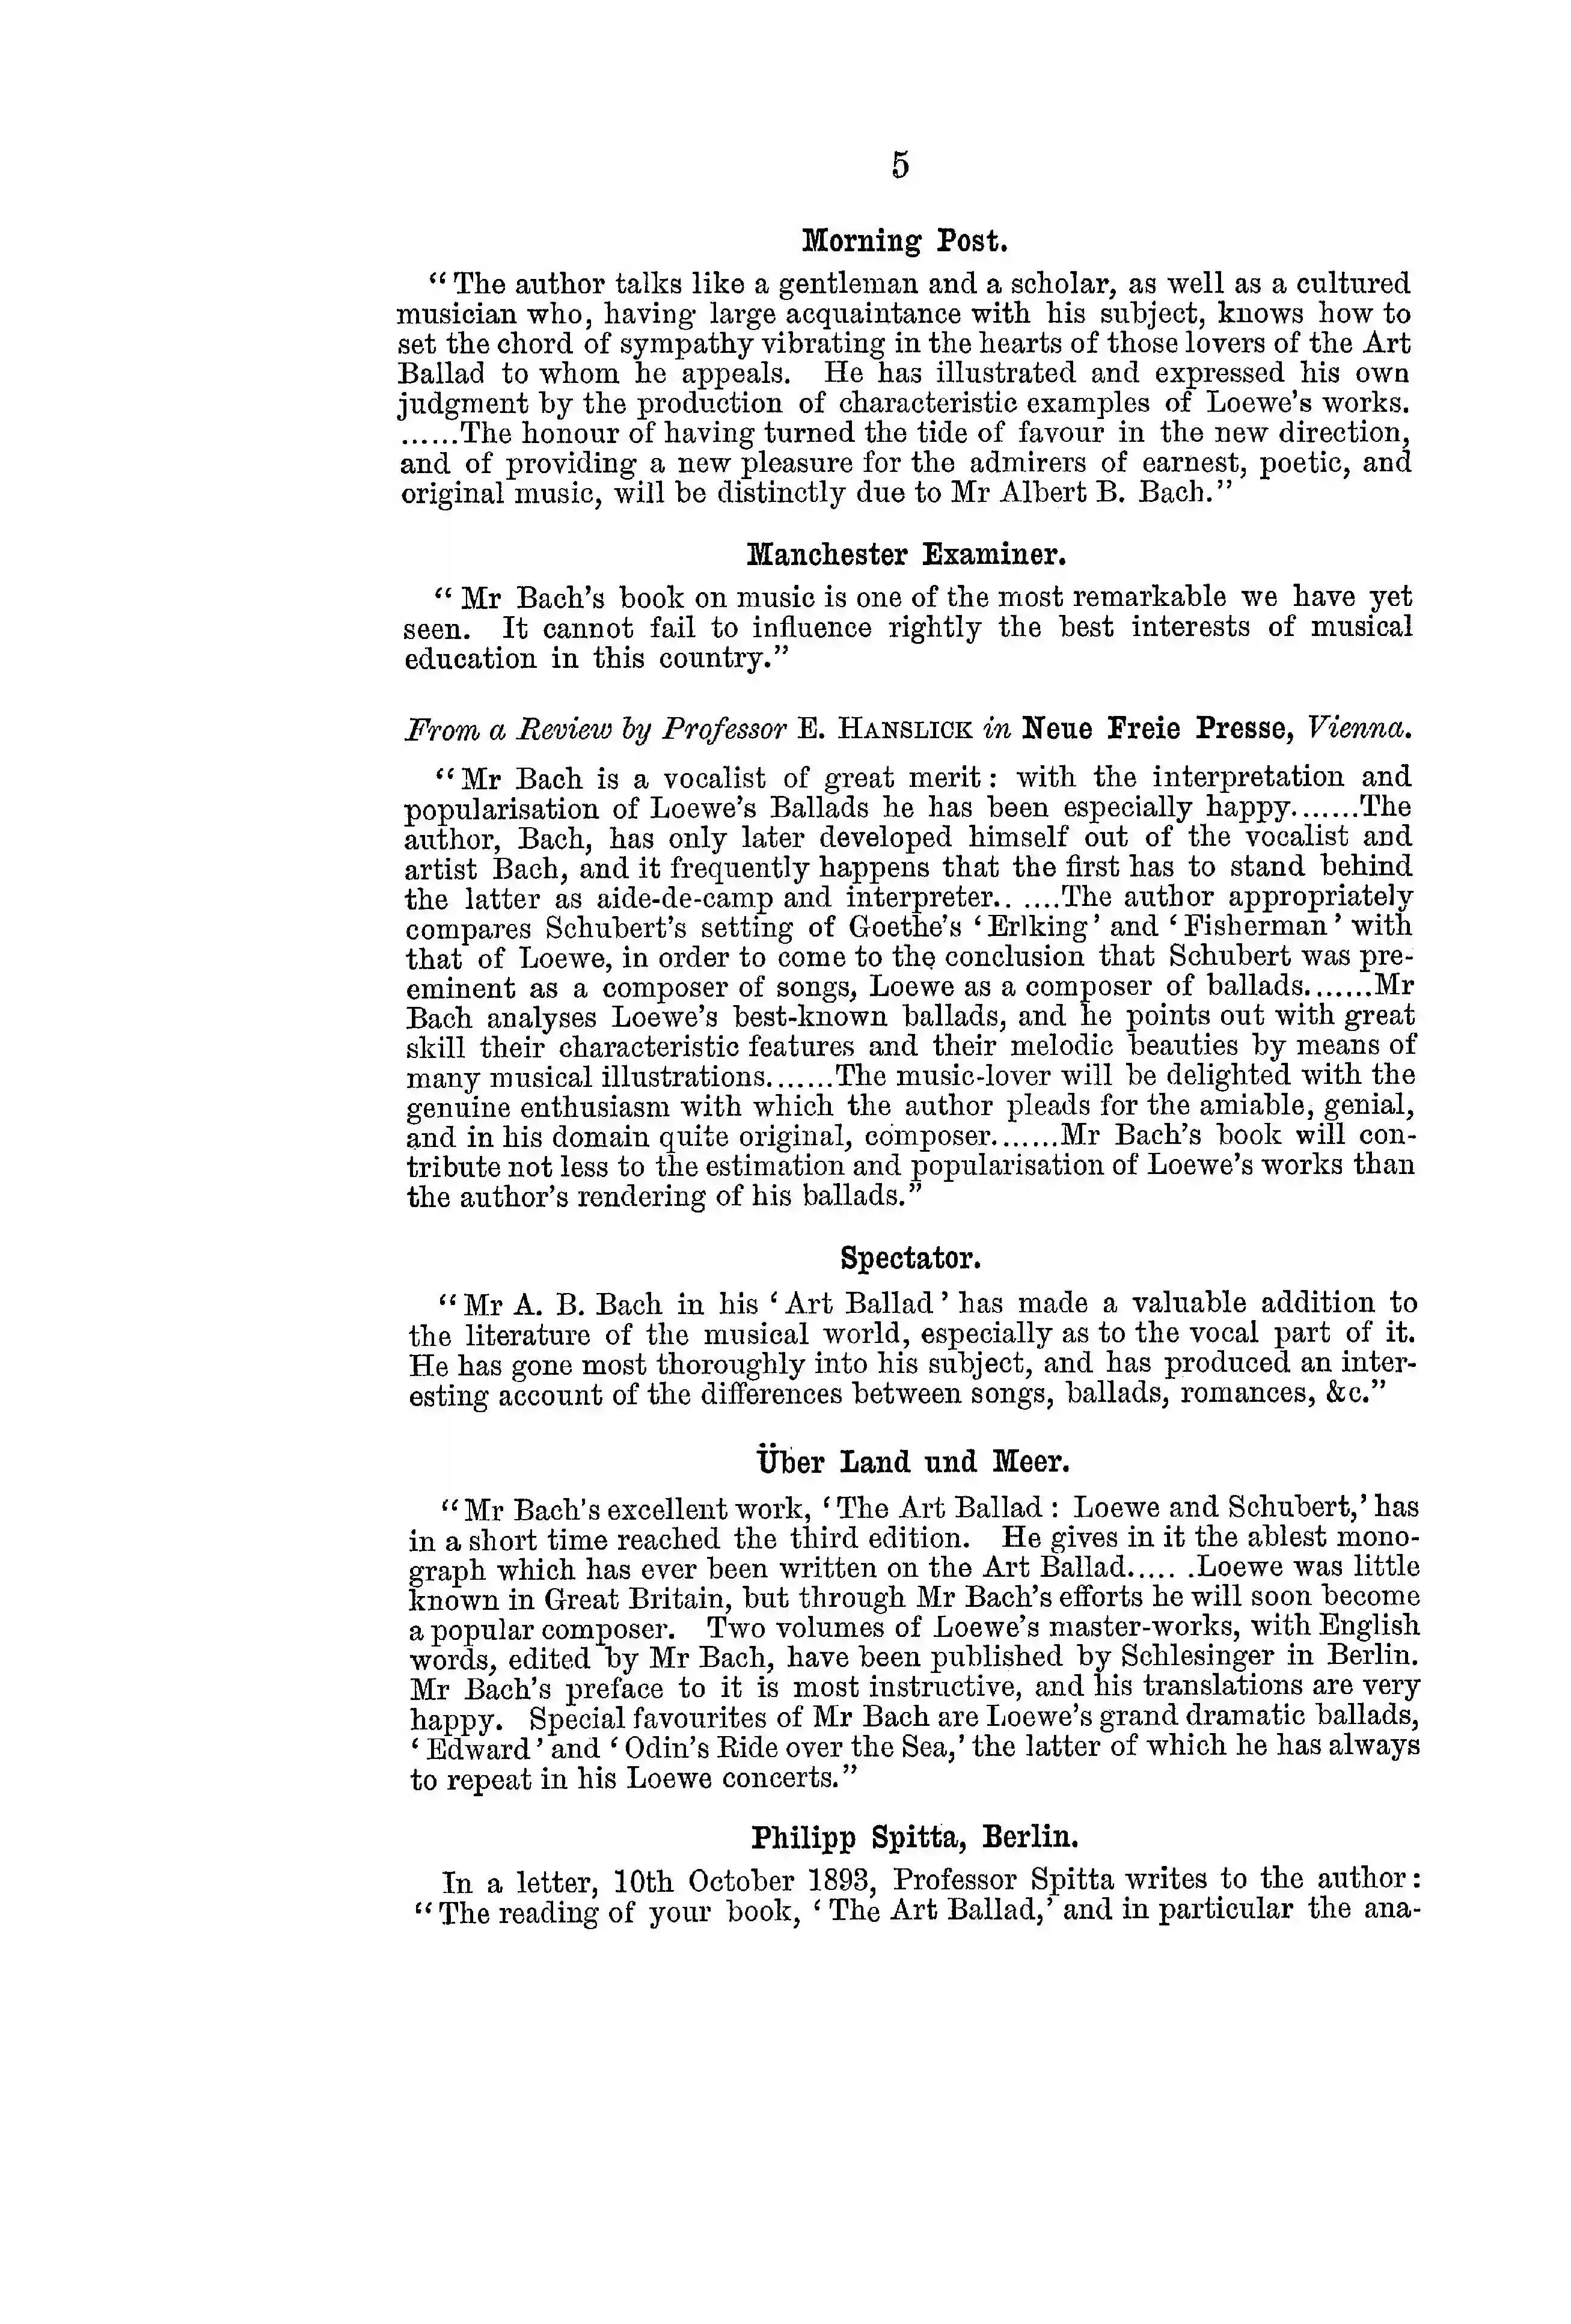 5
Morning Post.
“The author talks like a gentleman and a scholar, as well as a cultured
musician who, having large acquaintance with his subject, knows how to
set the chord of sympathy vibrating in the hearts of those lovers of the Art
Ballad to whom he appeals. He has illustrated and expressed his own
judgment by the production of characteristic examples of Loewe’s works.
......The honour of having turned the tide of favour in the new direction,
and of providing a new pleasure for the admirers of earnest, poetic, and
original music, will be distinctly due to Mr Albert B. Bach.”
Manchester Examiner.
“Mr Bach’s book on music is one of the most remarkable we have yet
seen. It cannot fail to influence rightly the best interests of musical
education in this country.”
From a Review by Professor E. HANSLICK in Neue Freie Presse, Vienna.
“Mr Bach is a vocalist of great merit: with the interpretation and
popularisation of Loewe’s Ballads he has been especially happy.......The
author, Bach, has only later developed himself out of the vocalist and
artist Bach, and it frequently happens that the first has to stand behind
the latter as aide-de-camp and interpreter.. ....The author appropriately
compares Schubert’s setting of Goethe’s ‘Erlking’ and ‘Fisherman’ with
that of Loewe, in order to come to the conclusion that Schubert was pre-
eminent as a composer of songs, Loewe as a composer of ballads.......Mr
Bach analyses Loewe’s best-known ballads, and he points out with great
skill their characteristic features and their melodic beauties by means of
many musical illustrations.......The music-lover will be delighted with the
genuine enthusiasm with which the author pleads for the amiable, genial,
and in his domain quite original, composer.......Mr Bach’s book will con-
tribute not less to the estimation and popularisation of Loewe’s works than
the author’s rendering of his ballads.”
Spectator.
“Mr A. B. Bach in his ‘Art Ballad’ has made a valuable addition to
the literature of the musical world, especially as to the vocal part of it.
He has gone most thoroughly into his subject, and has produced an inter-
esting account of the differences between songs, ballads, romances, &c.”
Über Land und Meer.
“Mr Bach’s excellent work, ‘The Art Ballad: Loewe and Schubert,’ has
in a short time reached the third edition. He gives in it the ablest mono-
graph which has ever been written on the Art Ballad..... .Loewe was little
known in Great Britain, but through Mr Bach’s efforts he will soon become
a popular composer. Two volumes of Loewe’s master-works, with English
words, edited by Mr Bach, have been published by Schlesinger in Berlin.
Mr Bach’s preface to it is most instructive, and his translations are very
happy. Special favourites of Mr Bach are Loewe’s grand dramatic ballads,
‘Edward’ and ‘Odin’s Ride over the Sea,’ the latter of which he has always
to repeat in his Loewe concerts.”
Philipp Spitta, Berlin.
In a letter, 10th October 1893, Professor Spitta writes to the author:
“The reading of your book, ‘The Art Ballad,’ and in particular the ana-